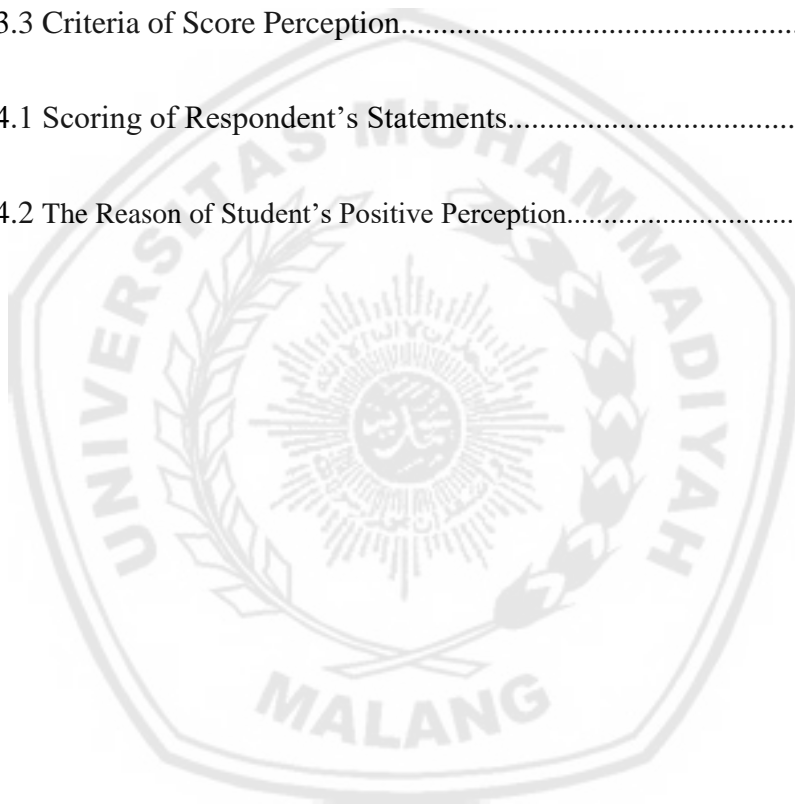 3.3 Criteria of Score Perception..................................................
4.1 Scoring of Respondent’s Statements....................................
4.2 The Reason of Student’s Positive Perception...............................
UNIVERSITAS MUHAMMADIYAH
MALANG